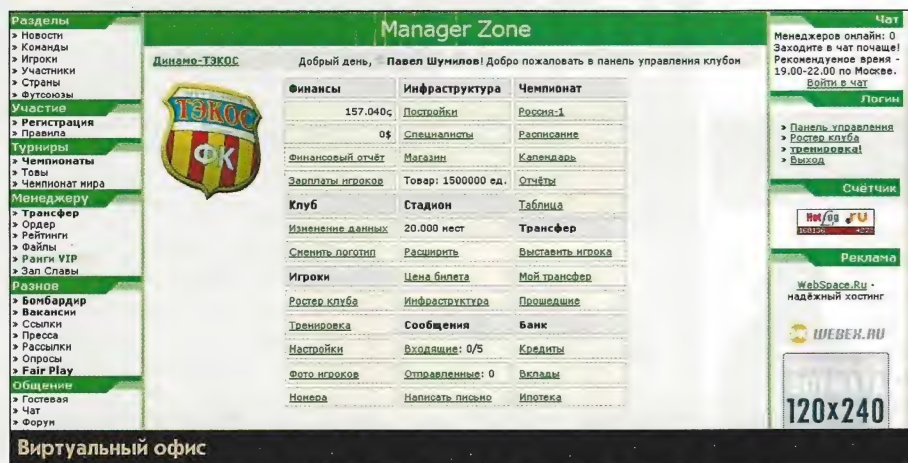 Manager Zone
Разделы
» Новости
» Команды
» Игроки
» Участники
» Страны
» Футсоюзы
Участие
» Регистрация
» Правила
Турниры
» Чемпионаты
» Товы
» Чемпионат мира
Менеджеру
» Трансфер
» Ордер
» Рейтинги
» Файлы
» Ранги VIP
» Зал Славы
Разное
» Бомбардир
» Вакансии
» Ссылки
» Пресса
» Рассылки
» Опросы
» Fair Play
Общение
» Гостевая
» Чат
» Форум
Динамо-ТЭКОС
Добрый день, Павел Шумилов! Добро пожаловать в панель управления клубом
ТЭКОС
ФК
Финансы Инфраструктура Чемпионат
157.040с Постройки Россия-1
0$ Специалисты Расписание
Финансовый отчёт Магазин Календарь
Зарплаты игроков Товар: 1500000 ед. Отчёты
Клуб Стадион Таблица
Изменение данных 20.000 мест Трансфер
Сменить логотип Расширить Выставить игрока
Игроки Цена билета Мой трансфер
Ростер клуба Инфраструктура Прошедшие
Тренировка Сообщения Банк
Настройки Входящие: 0/5 Кредиты
Фото игроков Отправленные: 0 Вклады
Номера Написать письмо Ипотека
Чат
Менеджеров онлайн: 0
Заходите в чат почаще!
Рекомендуемое время -
19.00-22.00 по Москве.
Войти в чат
Логин
» Панель управления
» Ростер клуба
» тренировка!
» Выход
Счётчик
HotLog .RU
Реклама
WebSpace.Ru -
надёжный хостинг
WEBEX.RU
120x240
Виртуальный офис